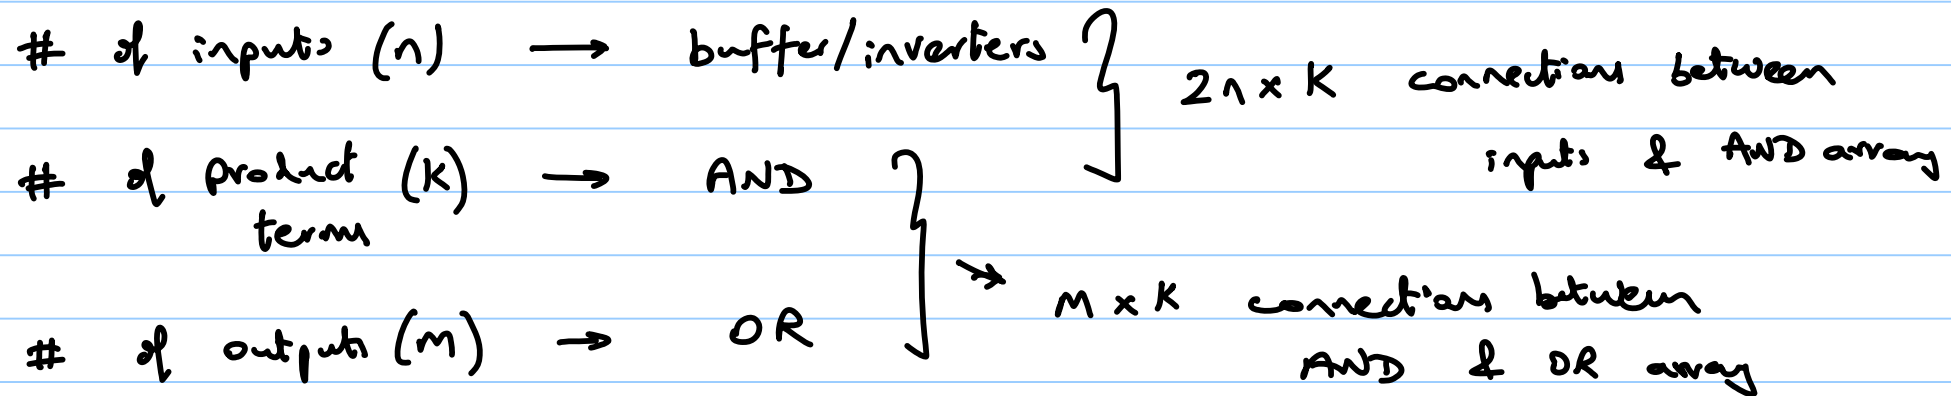 # of inputs (n) → buffer/inverters } 2n × K connections between
inputs & AND array
# of product (K) → AND
terms
} → m × K connections between
# of outputs (m) → OR
AND & OR array